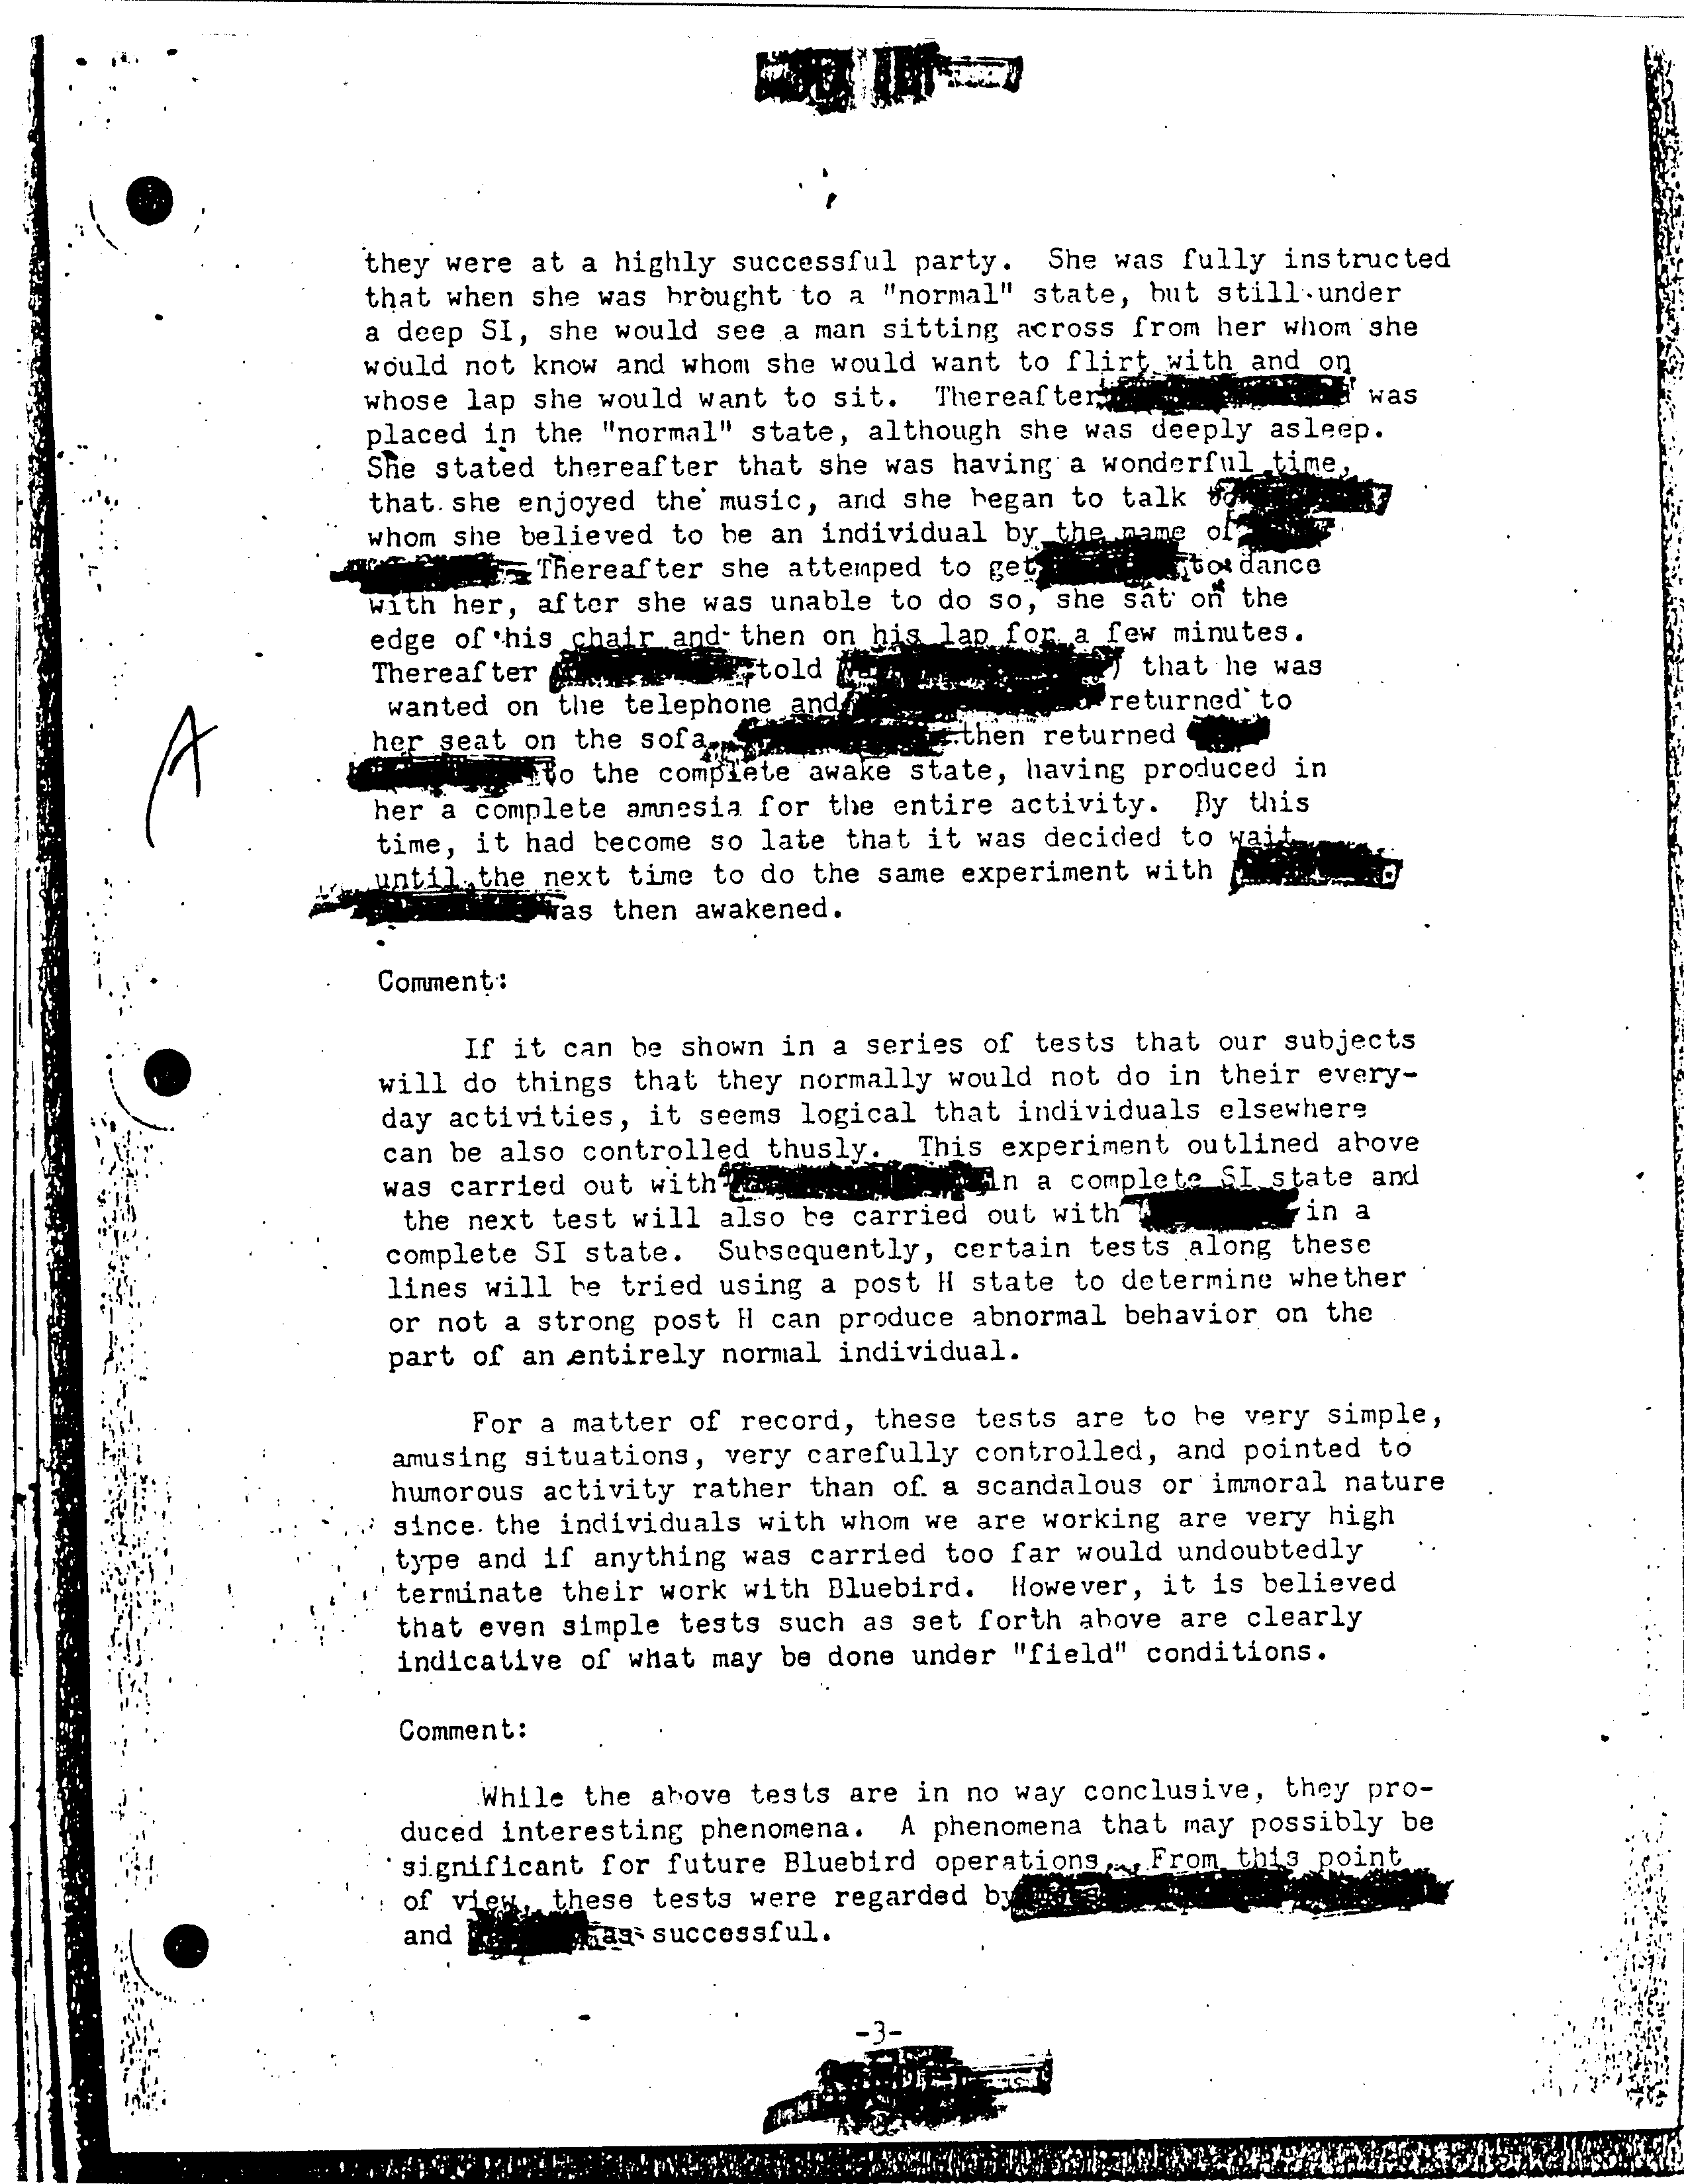 they were at a highly successful party. She was fully instructed
that when she was brought to a "normal" state, but still under
a deep SI, she would see a man sitting across from her whom she
would not know and whom she would want to flirt with and on
whose lap she would want to sit. Thereafter was
placed in the "normal" state, although she was deeply asleep.
She stated thereafter that she was having a wonderful time,
that she enjoyed the music, and she began to talk to
whom she believed to be an individual by the name of
Thereafter she attemped to get to dance
with her, after she was unable to do so, she sat on the
edge of his chair and then on his lap for a few minutes.
Thereafter told that he was
wanted on the telephone and returned to
her seat on the sofa. then returned
to the complete awake state, having produced in
her a complete amnesia for the entire activity. By this
time, it had become so late that it was decided to wait
until the next time to do the same experiment with
was then awakened.
Comment:
If it can be shown in a series of tests that our subjects
will do things that they normally would not do in their every-
day activities, it seems logical that individuals elsewhere
can be also controlled thusly. This experiment outlined above
was carried out with in a complete SI state and
the next test will also be carried out with in a
complete SI state. Subsequently, certain tests along these
lines will be tried using a post H state to determine whether
or not a strong post H can produce abnormal behavior on the
part of an entirely normal individual.
For a matter of record, these tests are to be very simple,
amusing situations, very carefully controlled, and pointed to
humorous activity rather than of a scandalous or immoral nature
since the individuals with whom we are working are very high
type and if anything was carried too far would undoubtedly
terminate their work with Bluebird. However, it is believed
that even simple tests such as set forth above are clearly
indicative of what may be done under "field" conditions.
Comment:
While the above tests are in no way conclusive, they pro-
duced interesting phenomena. A phenomena that may possibly be
significant for future Bluebird operations. From this point
of view, these tests were regarded by
and as successful.
-3-
A